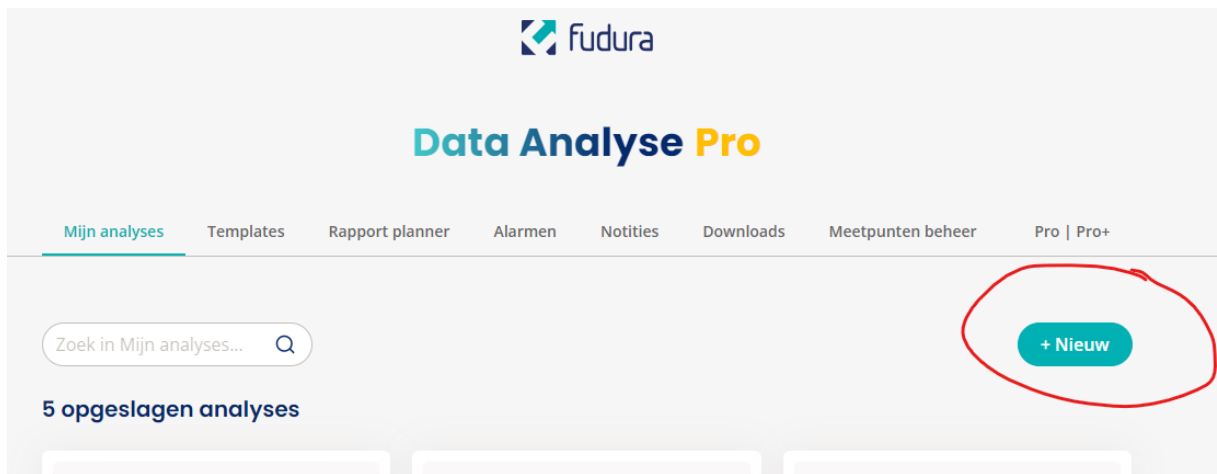 fudura
Data Analyse Pro
Mijn analyses Templates Rapport planner Alarmen Notities Downloads Meetpunten beheer Pro | Pro+
Zoek in Mijn analyses... + Nieuw
5 opgeslagen analyses